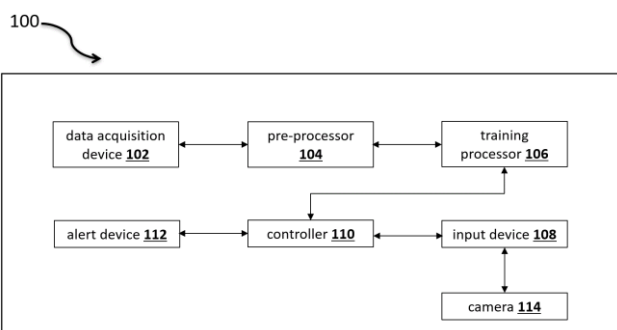 100
data acquisition
device 102
pre-processor
104
training
processor 106
alert device 112
controller 110
input device 108
camera 114